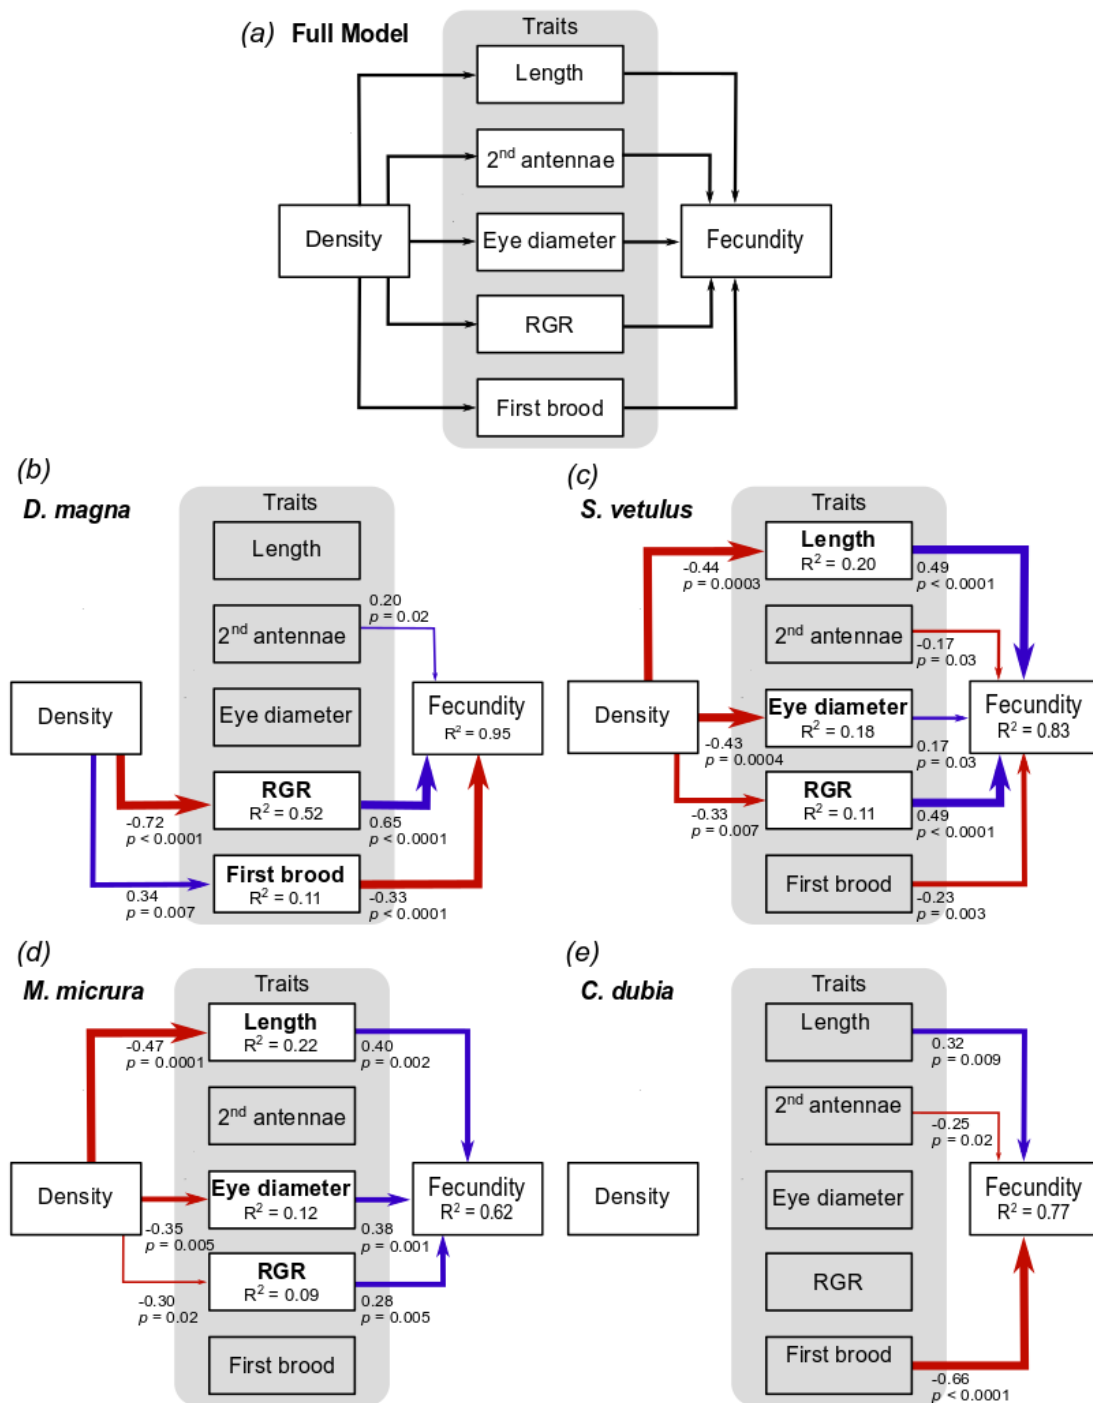 (a) Full Model
Traits
Length
2nd antennae
Density
Eye diameter
Fecundity
RGR
First brood
(b)
D. magna
Traits
Length
0.20
p = 0.02
2nd antennae
Density
Eye diameter
Fecundity
R² = 0.95
RGR
R² = 0.52
-0.72
p < 0.0001
0.65
p < 0.0001
First brood
R² = 0.11
0.34
p = 0.007
-0.33
p < 0.0001
(c)
S. vetulus
Traits
Length
R² = 0.20
-0.44
p = 0.0003
0.49
p < 0.0001
2nd antennae
-0.17
p = 0.03
Density
Eye diameter
R² = 0.18
Fecundity
R² = 0.83
-0.43
p = 0.0004
0.17
p = 0.03
RGR
R² = 0.11
-0.33
p = 0.007
0.49
p < 0.0001
First brood
-0.23
p = 0.003
(d)
M. micrura
Traits
Length
R² = 0.22
-0.47
p = 0.0001
0.40
p = 0.002
2nd antennae
Density
Eye diameter
R² = 0.12
Fecundity
R² = 0.62
-0.35
p = 0.005
0.38
p = 0.001
RGR
R² = 0.09
-0.30
p = 0.02
0.28
p = 0.005
First brood
(e)
C. dubia
Traits
Length
0.32
p = 0.009
2nd antennae
-0.25
p = 0.02
Density
Eye diameter
Fecundity
R² = 0.77
RGR
First brood
-0.66
p < 0.0001